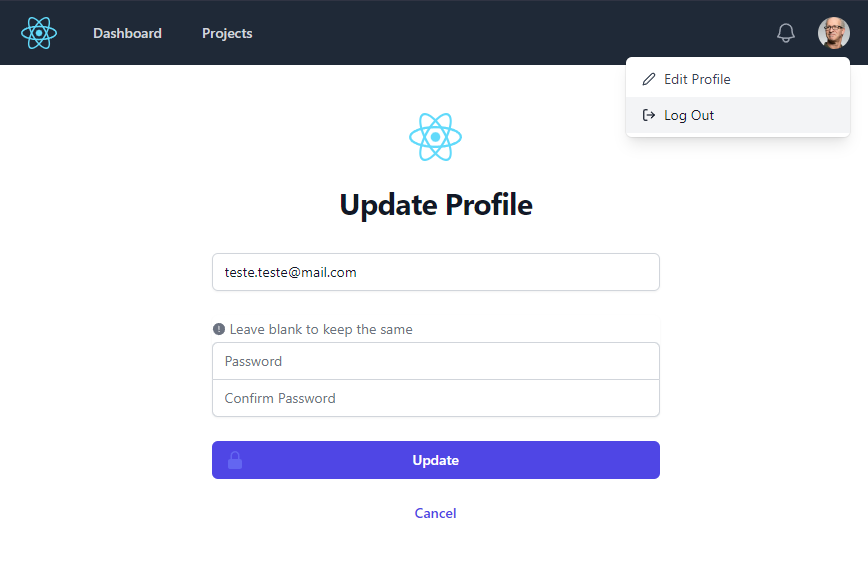 Dashboard Projects
Edit Profile
Log Out
Update Profile
teste.teste@mail.com
Leave blank to keep the same
Password
Confirm Password
Update
Cancel